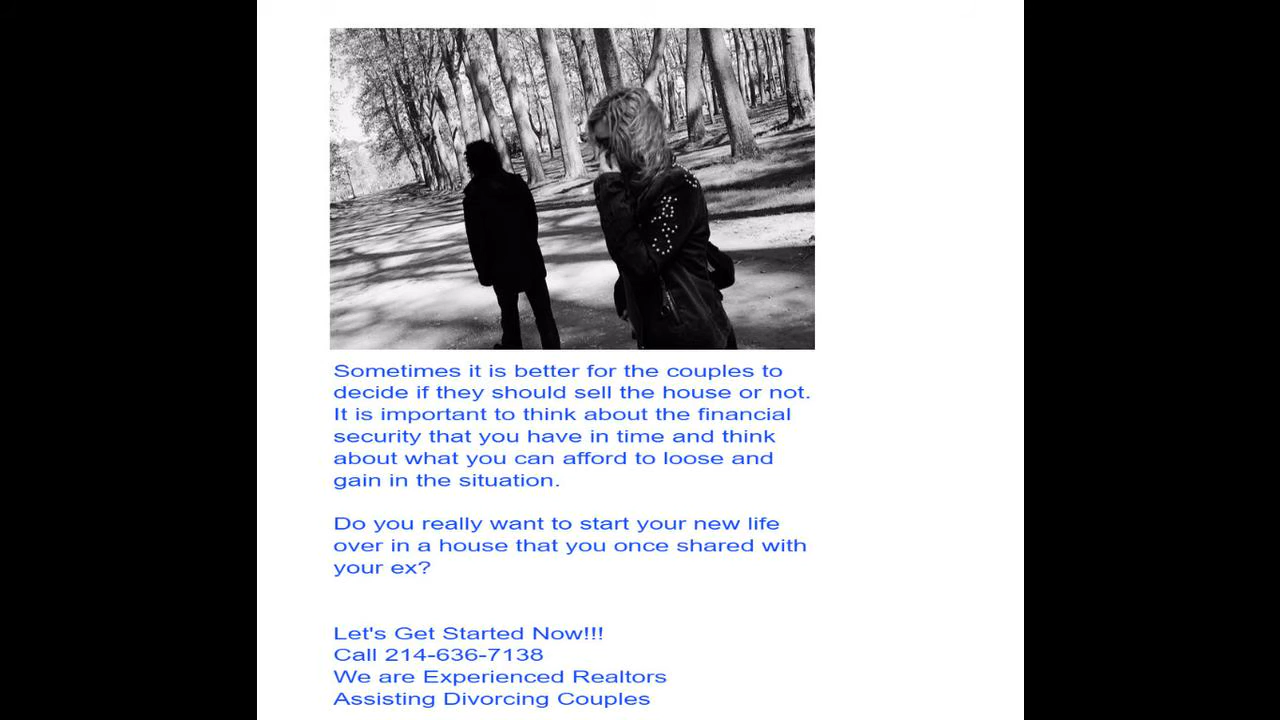 Sometimes it is better for the couples to
decide if they should sell the house or not.
It is important to think about the financial
security that you have in time and think
about what you can afford to loose and
gain in the situation.
Do you really want to start your new life
over in a house that you once shared with
your ex?
Let's Get Started Now!!!
Call 214-636-7138
We are Experienced Realtors
Assisting Divorcing Couples